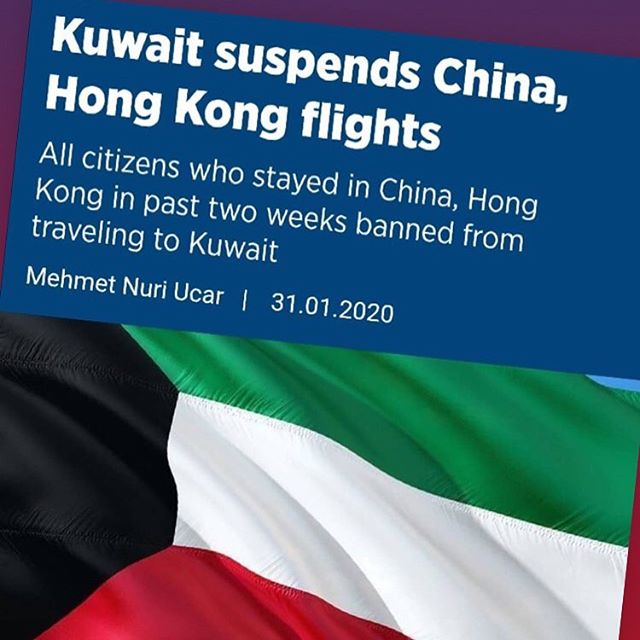 Kuwait suspends China,
Hong Kong flights
All citizens who stayed in China, Hong
Kong in past two weeks banned from
traveling to Kuwait
Mehmet Nuri Ucar | 31.01.2020